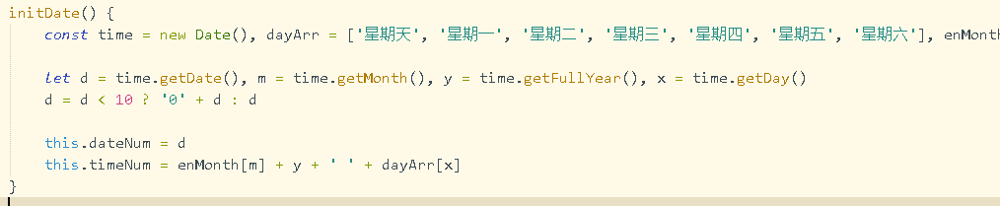 initDate() {
const time = new Date(), dayArr = ['星期天', '星期一', '星期二', '星期三', '星期四', '星期五', '星期六'], enMonth
let d = time.getDate(), m = time.getMonth(), y = time.getFullYear(), x = time.getDay()
d = d < 10 ? '0' + d : d
this.dateNum = d
this.timeNum = enMonth[m] + y + ' ' + dayArr[x]
}